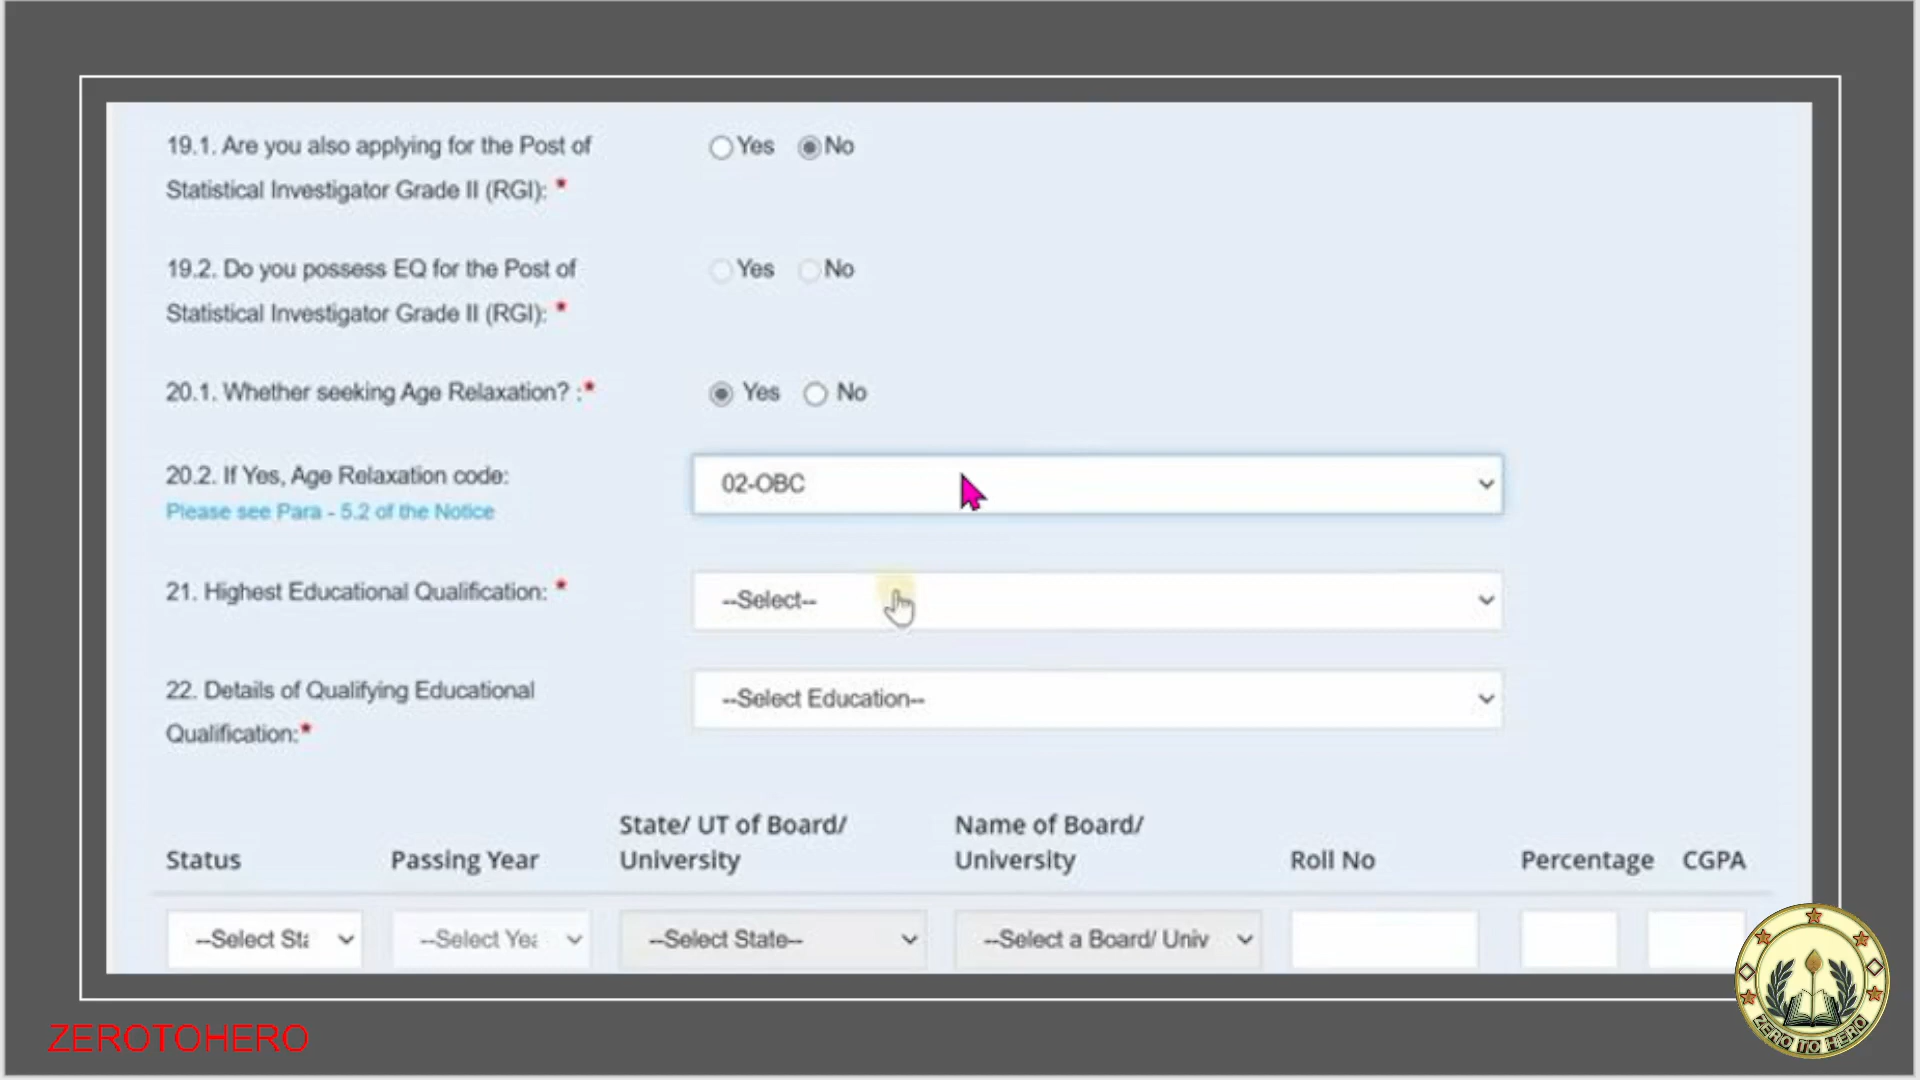 19.1. Are you also applying for the Post of
Statistical Investigator Grade II (RGI): *
Yes No
19.2. Do you possess EQ for the Post of
Statistical Investigator Grade II (RGI): *
Yes No
20.1. Whether seeking Age Relaxation? :*
Yes No
20.2. If Yes, Age Relaxation code:
Please see Para - 5.2 of the Notice
02-OBC
21. Highest Educational Qualification: *
--Select--
22. Details of Qualifying Educational
Qualification:*
--Select Education--
Status
Passing Year
State/ UT of Board/
University
Name of Board/
University
Roll No
Percentage
CGPA
--Select Sta
--Select Yea
--Select State--
--Select a Board/ Univ
ZEROTOHERO
ZERO TO HERO